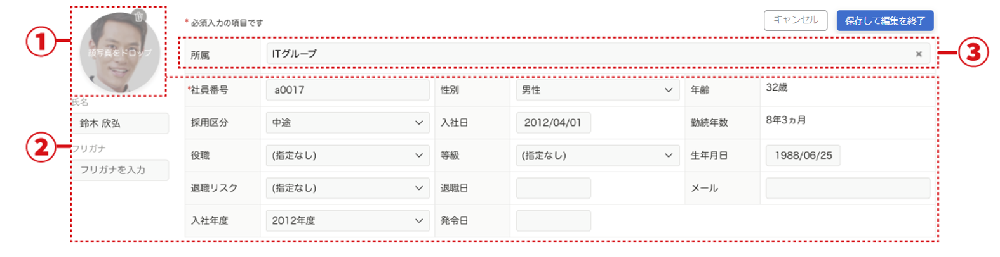 * 必須入力の項目です
キャンセル
保存して編集を終了
1
顔写真をドロップ
所属
ITグループ
×
3
*社員番号
a0017
性別
男性
年齢
32歳
氏名
鈴木 欣弘
採用区分
中途
入社日
2012/04/01
勤続年数
8年3ヵ月
2
フリガナ
フリガナを入力
役職
(指定なし)
等級
(指定なし)
生年月日
1988/06/25
退職リスク
(指定なし)
退職日
メール
入社年度
2012年度
発令日